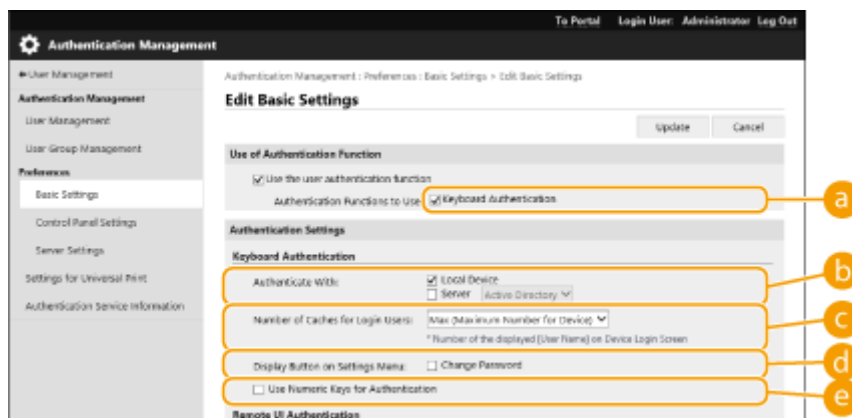 To Portal Login User: Administrator Log Out
Authentication Management
User Management
Authentication Management : Preferences : Basic Settings > Edit Basic Settings
Authentication Management
User Management
User Group Management
Preferences
Basic Settings
Control Panel Settings
Server Settings
Settings for Universal Print
Authentication Service Information
Edit Basic Settings
Update Cancel
Use of Authentication Function
Use the user authentication function
Authentication Functions to Use: Keyboard Authentication
a
Authentication Settings
Keyboard Authentication
Authenticate With: Local Device
Server Active Directory
b
Number of Caches for Login Users: Max (Maximum Number for Device)
* Number of the displayed [User Name] on Device Login Screen
c
Display Button on Settings Menu: Change Password
d
Use Numeric Keys for Authentication
e
Remote UI Authentication